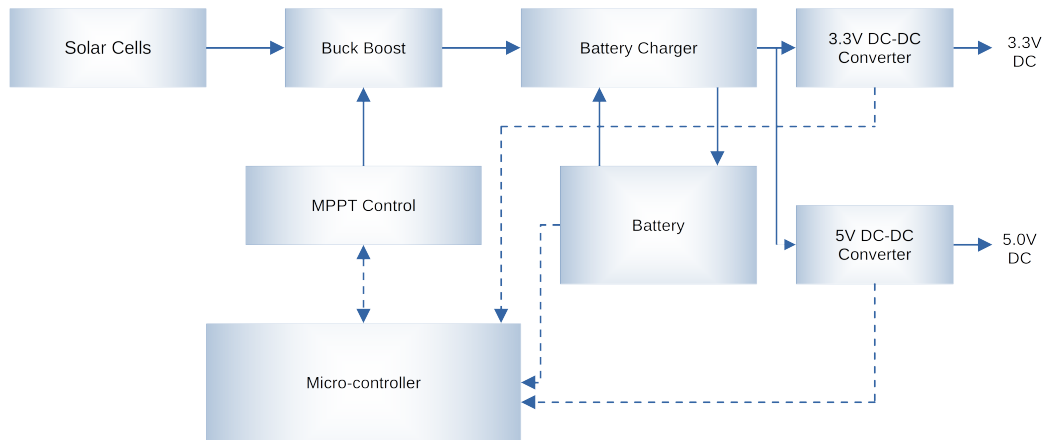 Solar Cells
Buck Boost
Battery Charger
3.3V DC-DC
Converter
3.3V
DC
MPPT Control
Battery
5V DC-DC
Converter
5.0V
DC
Micro-controller